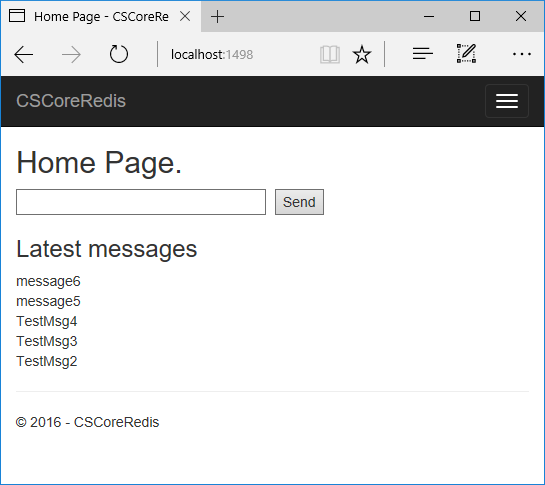 Home Page - CSCoreRe
localhost:1498
CSCoreRedis
Home Page.
Send
Latest messages
message6
message5
TestMsg4
TestMsg3
TestMsg2
© 2016 - CSCoreRedis